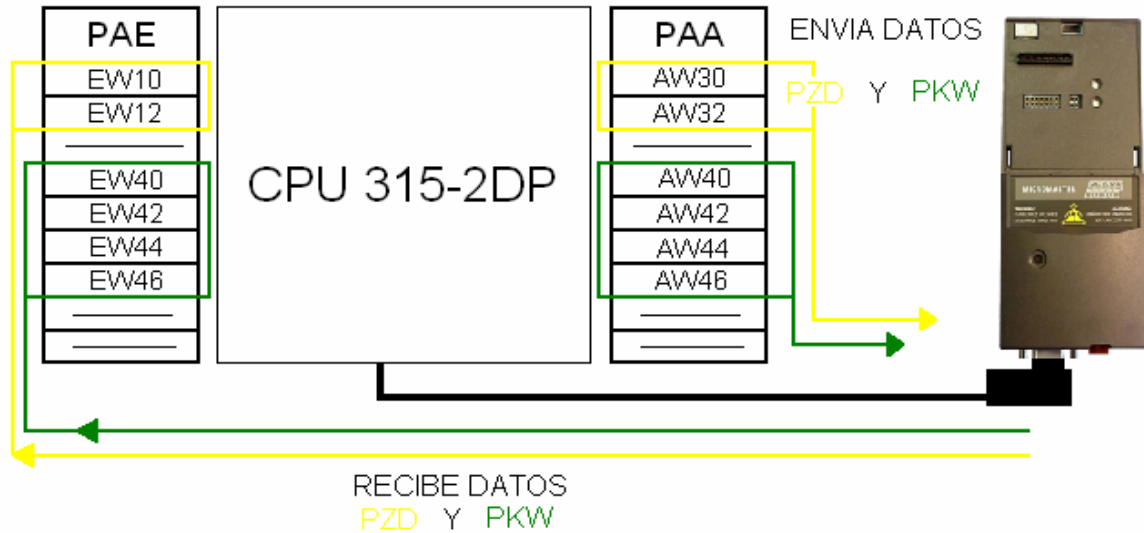 PAE
EW10
EW12
EW40
EW42
EW44
EW46
CPU 315-2DP
PAA
AW30
AW32
AW40
AW42
AW44
AW46
ENVIA DATOS
PZD Y PKW
MICROMASTER
RECIBE DATOS
PZD Y PKW